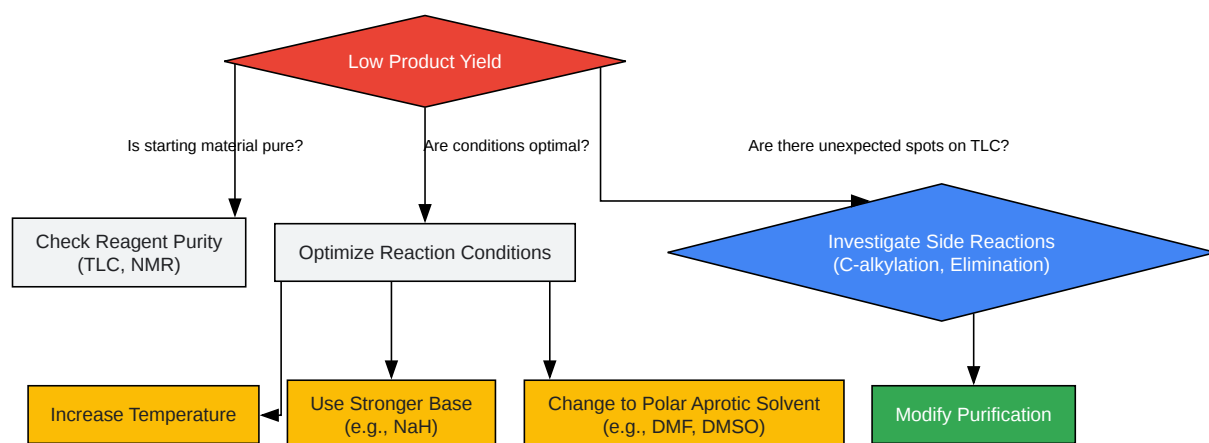 Low Product Yield
Is starting material pure?
Are conditions optimal?
Are there unexpected spots on TLC?
Check Reagent Purity
(TLC, NMR)
Optimize Reaction Conditions
Investigate Side Reactions
(C-alkylation, Elimination)
Increase Temperature
Use Stronger Base
(e.g., NaH)
Change to Polar Aprotic Solvent
(e.g., DMF, DMSO)
Modify Purification